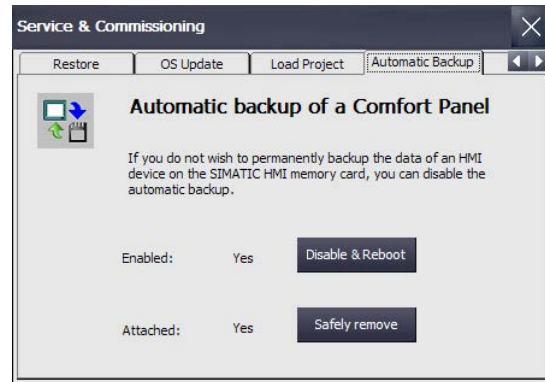 Service & Commissioning
Restore
OS Update
Load Project
Automatic Backup
Automatic backup of a Comfort Panel
If you do not wish to permanently backup the data of an HMI
device on the SIMATIC HMI memory card, you can disable the
automatic backup.
Enabled: Yes Disable & Reboot
Attached: Yes Safely remove